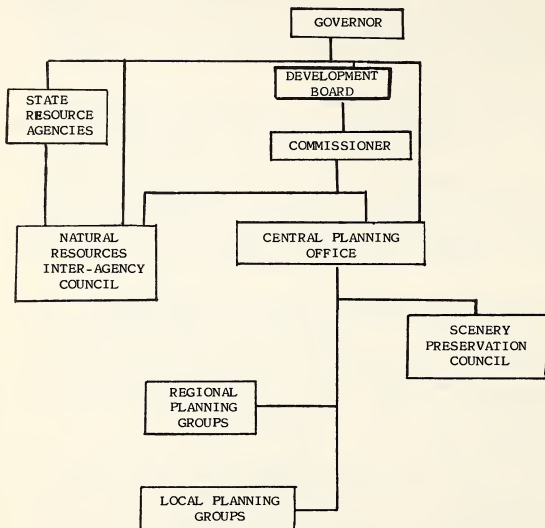 GOVERNOR
DEVELOPMENT
BOARD
STATE
RESOURCE
AGENCIES
COMMISSIONER
NATURAL
RESOURCES
INTER-AGENCY
COUNCIL
CENTRAL PLANNING
OFFICE
SCENERY
PRESERVATION
COUNCIL
REGIONAL
PLANNING
GROUPS
LOCAL PLANNING
GROUPS